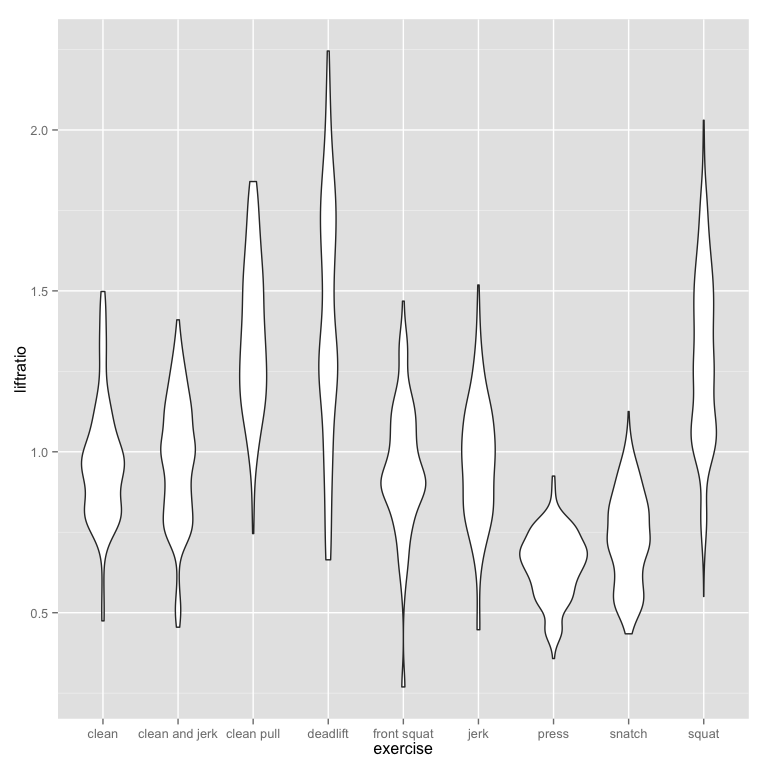 liftratio
2.0
1.5
1.0
0.5
clean clean and jerk clean pull deadlift front squat jerk press snatch squat
exercise